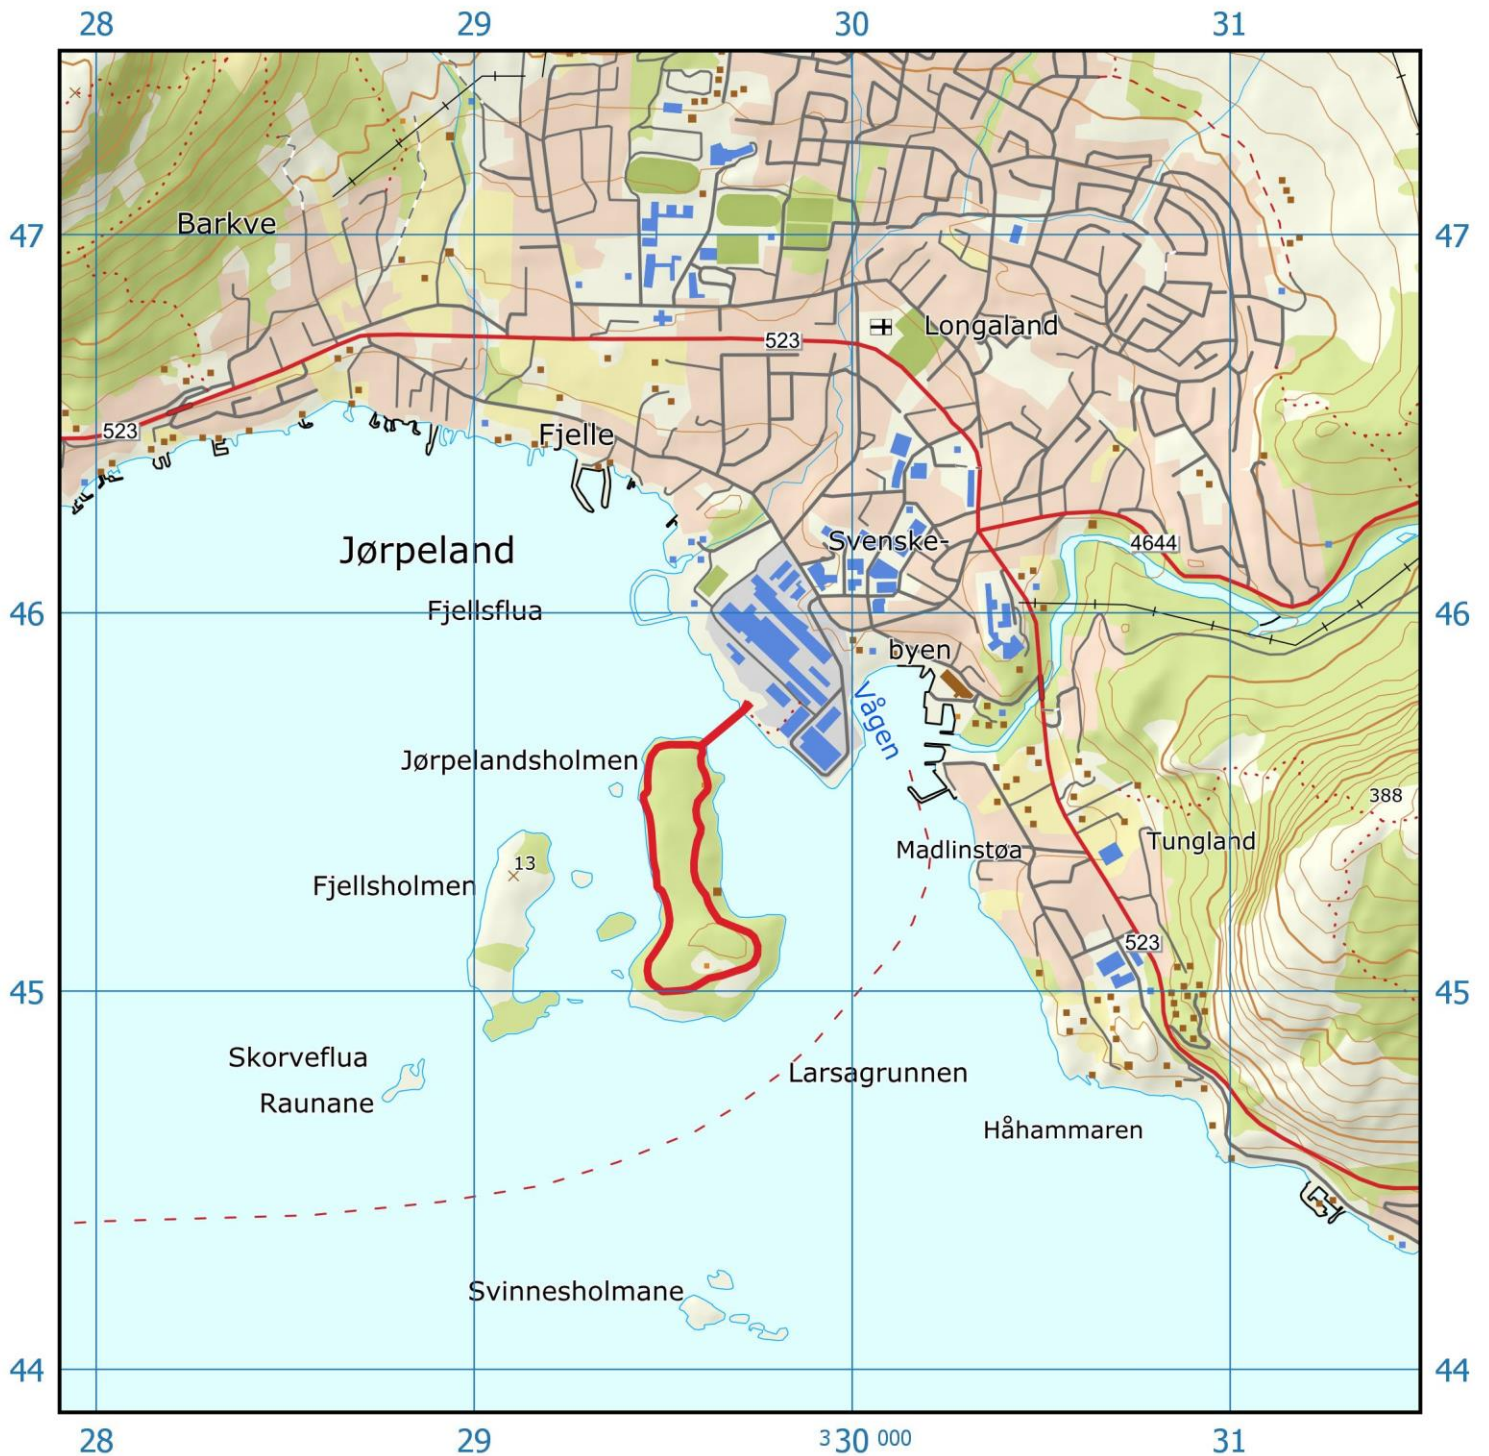 28 29 30 31
47 47
Barkve
Longaland
523
523
Fjelle
Jørpeland
Svenske-
4644
Fjellsflua
46 46
byen
Vågen
Jørpelandsholmen
388
Madlinstøa
Tungland
13
Fjellsholmen
523
45 45
Skorveflua
Larsagrunnen
Raunane
Håhammaren
Svinnesholmane
44 44
28 29 330 000 31